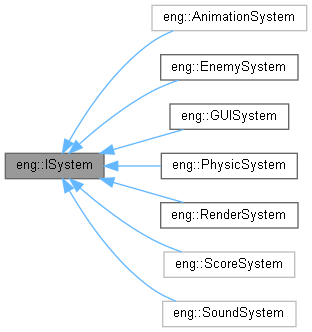 eng::AnimationSystem
eng::EnemySystem
eng::GUISystem
eng::ISystem
eng::PhysicSystem
eng::RenderSystem
eng::ScoreSystem
eng::SoundSystem